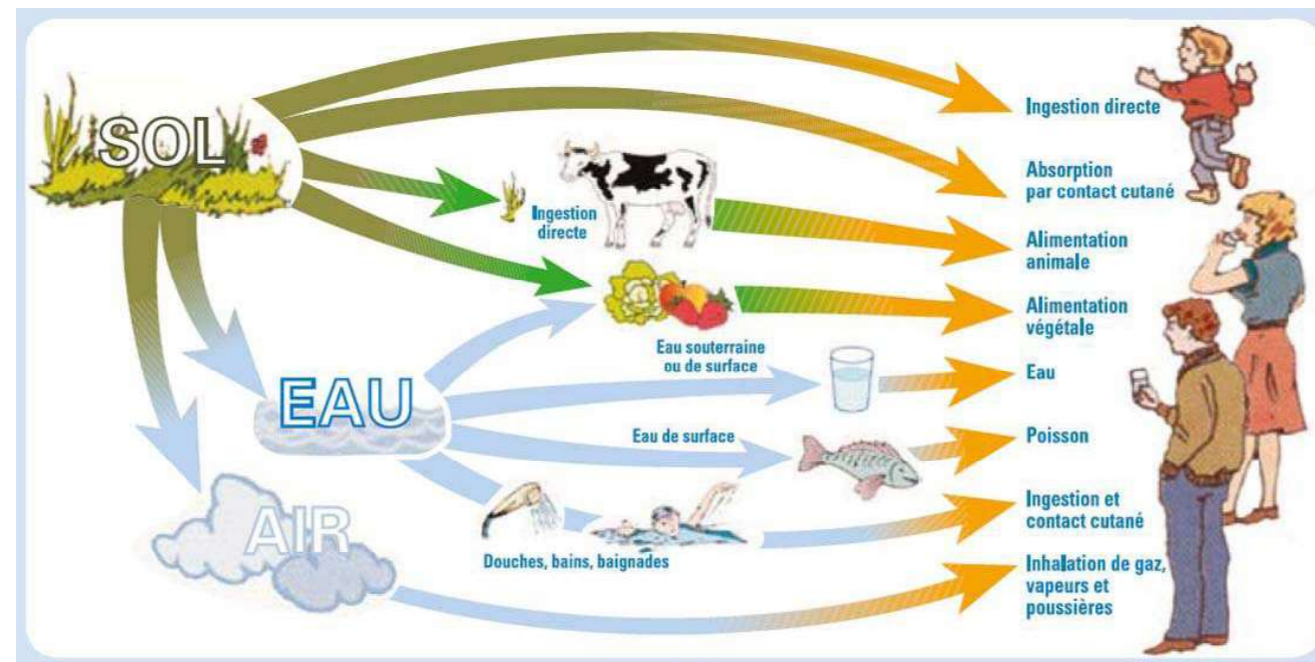 SOL
Ingestion directe
Absorption
par contact cutané
Ingestion
directe
Alimentation
animale
Alimentation
végétale
Eau souterraine
ou de surface
EAU
Eau
Eau de surface
Poisson
AIR
Douches, bains, baignades
Ingestion et
contact cutané
Inhalation de gaz,
vapeurs et
poussières